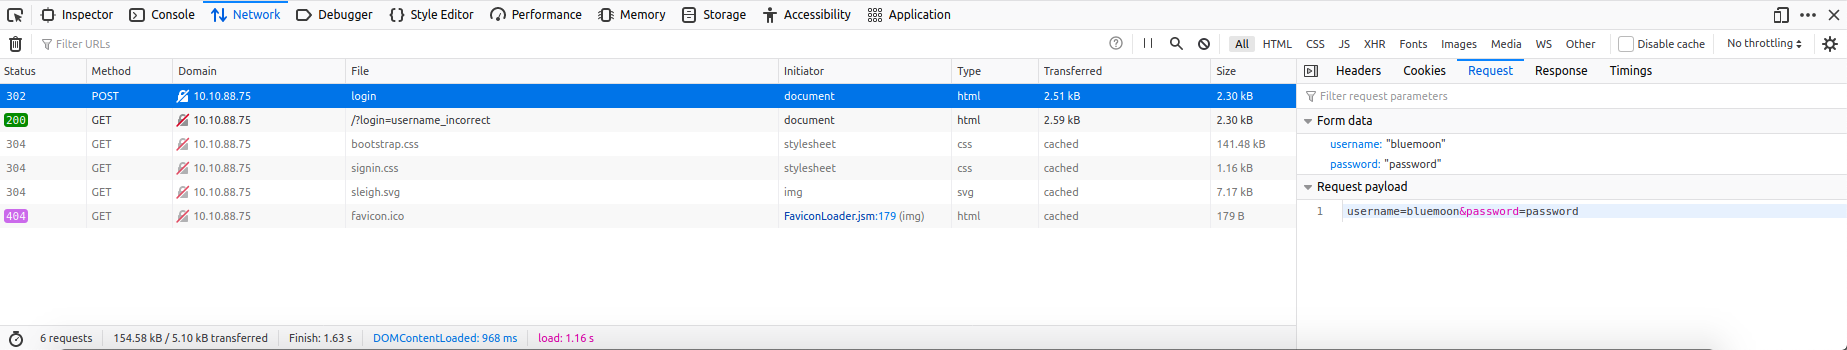 Inspector Console Network Debugger Style Editor Performance Memory Storage Accessibility Application
Filter URLs All HTML CSS JS XHR Fonts Images Media WS Other Disable cache No throttling
Status Method Domain File Initiator Type Transferred Size
302 POST 10.10.88.75 login document html 2.51 kB 2.30 kB
200 GET 10.10.88.75 /?login=username_incorrect document html 2.59 kB 2.30 kB
304 GET 10.10.88.75 bootstrap.css stylesheet css cached 141.48 kB
304 GET 10.10.88.75 signin.css stylesheet css cached 1.16 kB
304 GET 10.10.88.75 sleigh.svg img svg cached 7.17 kB
404 GET 10.10.88.75 favicon.ico FaviconLoader.jsm:179 (img) html cached 179 B
6 requests 154.58 kB / 5.10 kB transferred Finish: 1.63 s DOMContentLoaded: 968 ms load: 1.16 s
Headers Cookies Request Response Timings
Filter request parameters
Form data
username: "bluemoon"
password: "password"
Request payload
1 username=bluemoon&password=password